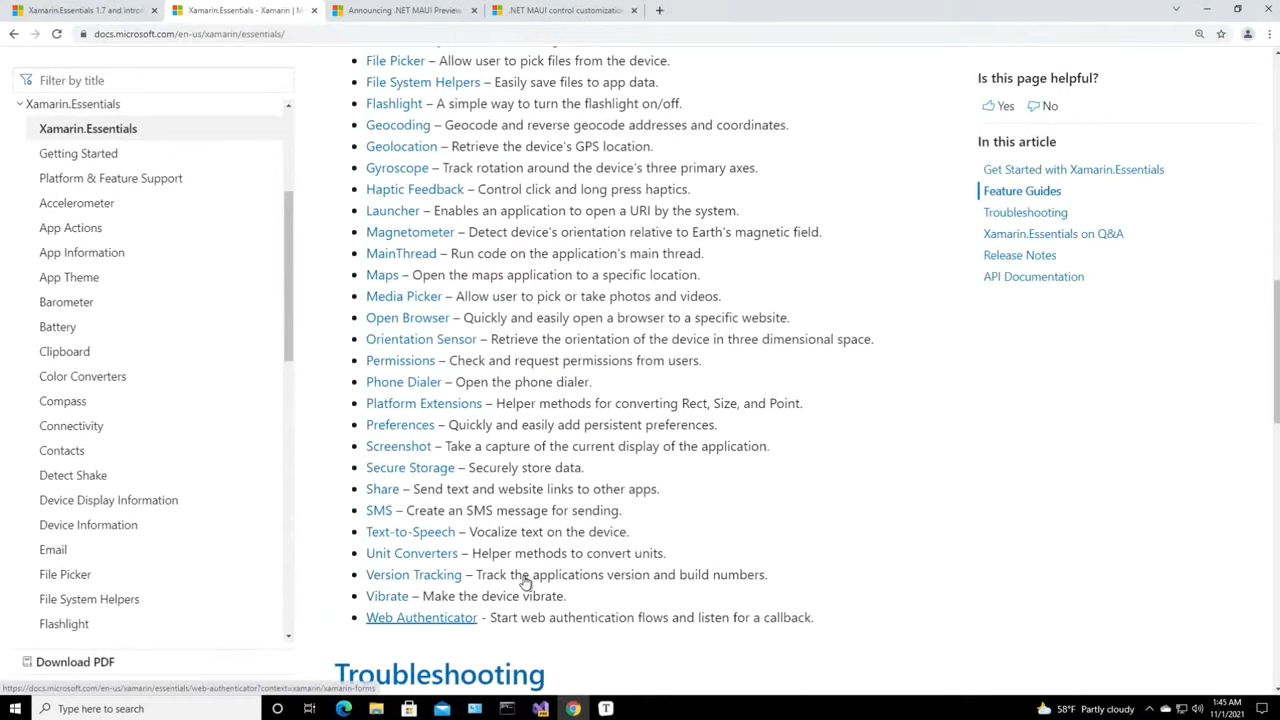 Xamarin.Essentials 1.7 and introd
Xamarin.Essentials - Xamarin | M
Announcing .NET MAUI Preview
.NET MAUI control customization
docs.microsoft.com/en-us/xamarin/essentials/
Filter by title
Xamarin.Essentials
Xamarin.Essentials
Getting Started
Platform & Feature Support
Accelerometer
App Actions
App Information
App Theme
Barometer
Battery
Clipboard
Color Converters
Compass
Connectivity
Contacts
Detect Shake
Device Display Information
Device Information
Email
File Picker
File System Helpers
Flashlight
Download PDF
File Picker – Allow user to pick files from the device.
File System Helpers – Easily save files to app data.
Flashlight – A simple way to turn the flashlight on/off.
Geocoding – Geocode and reverse geocode addresses and coordinates.
Geolocation – Retrieve the device's GPS location.
Gyroscope – Track rotation around the device's three primary axes.
Haptic Feedback – Control click and long press haptics.
Launcher – Enables an application to open a URI by the system.
Magnetometer – Detect device's orientation relative to Earth's magnetic field.
MainThread – Run code on the application's main thread.
Maps – Open the maps application to a specific location.
Media Picker – Allow user to pick or take photos and videos.
Open Browser – Quickly and easily open a browser to a specific website.
Orientation Sensor – Retrieve the orientation of the device in three dimensional space.
Permissions – Check and request permissions from users.
Phone Dialer – Open the phone dialer.
Platform Extensions – Helper methods for converting Rect, Size, and Point.
Preferences – Quickly and easily add persistent preferences.
Screenshot – Take a capture of the current display of the application.
Secure Storage – Securely store data.
Share – Send text and website links to other apps.
SMS – Create an SMS message for sending.
Text-to-Speech – Vocalize text on the device.
Unit Converters – Helper methods to convert units.
Version Tracking – Track the applications version and build numbers.
Vibrate – Make the device vibrate.
Web Authenticator - Start web authentication flows and listen for a callback.
Troubleshooting
Is this page helpful?
Yes No
In this article
Get Started with Xamarin.Essentials
Feature Guides
Troubleshooting
Xamarin.Essentials on Q&A
Release Notes
API Documentation
https://docs.microsoft.com/en-us/xamarin/essentials/web-authenticator?context=xamarin/xamarin-forms
Type here to search
58°F Partly cloudy
1:45 AM
11/1/2021